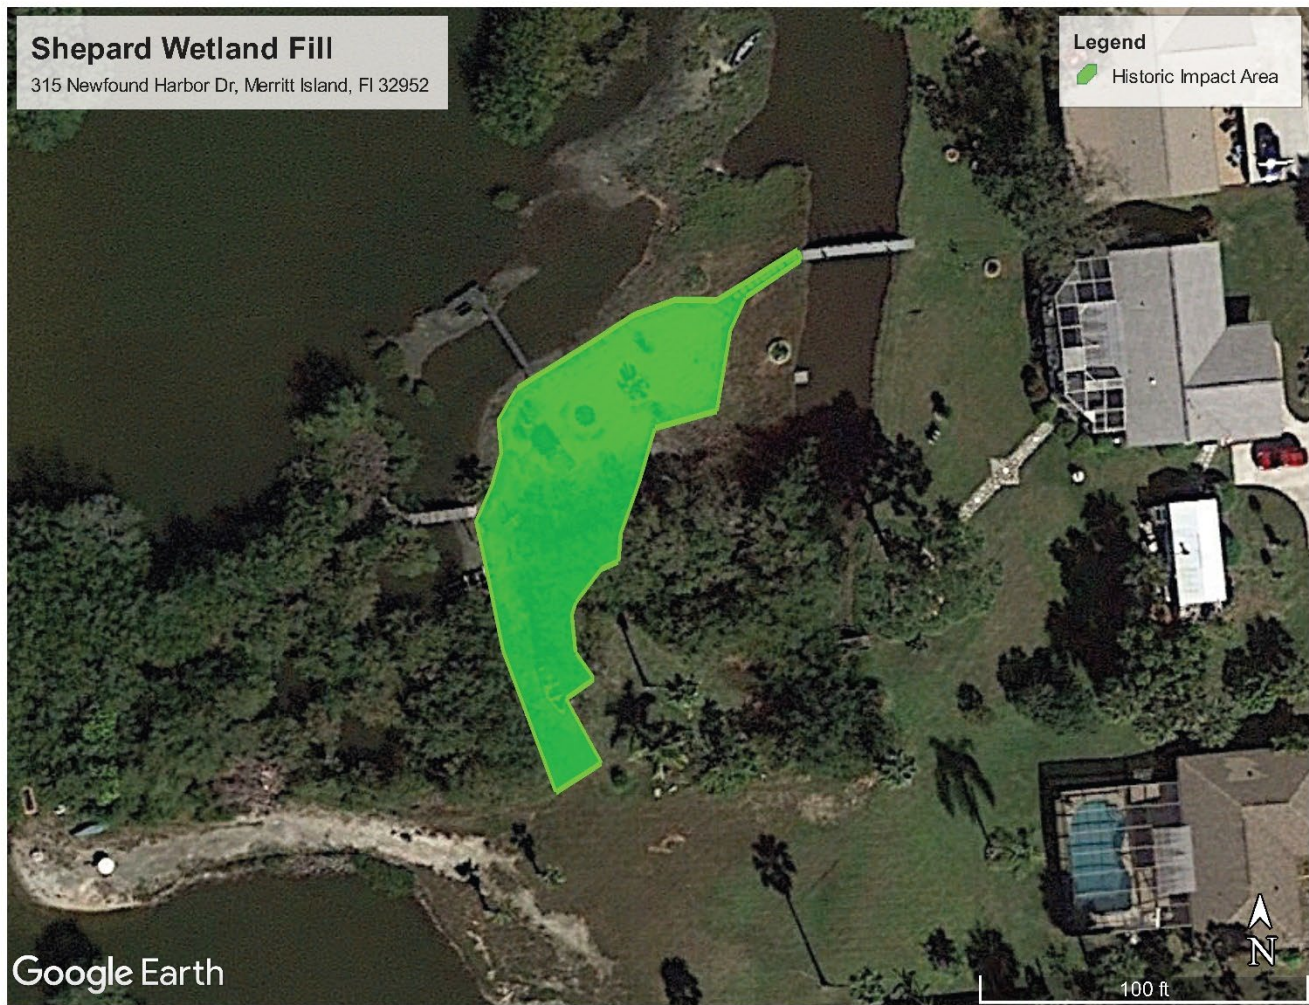 Shepard Wetland Fill
315 Newfound Harbor Dr, Merritt Island, Fl 32952
Legend
Historic Impact Area
N
Google Earth
100 ft